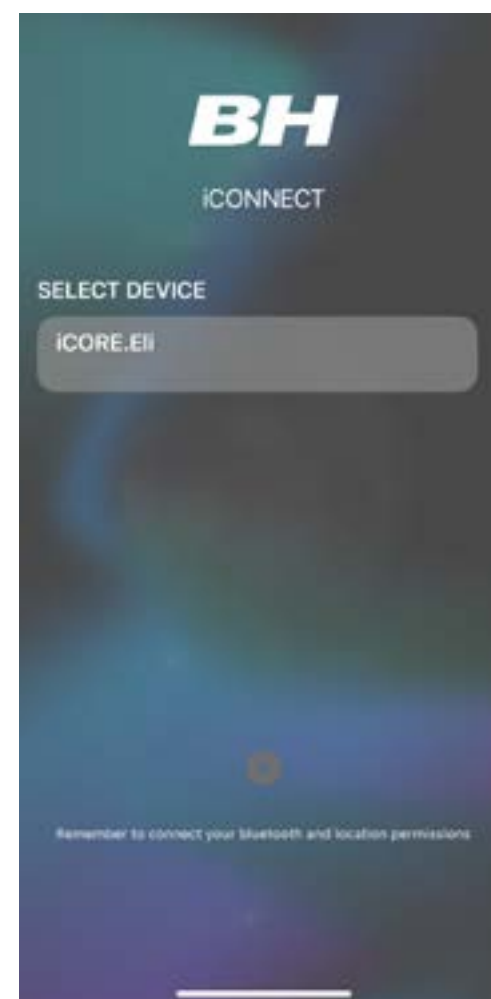 BH
iCONNECT
SELECT DEVICE
iCORE.Eli
Remember to connect your bluetooth and location permissions